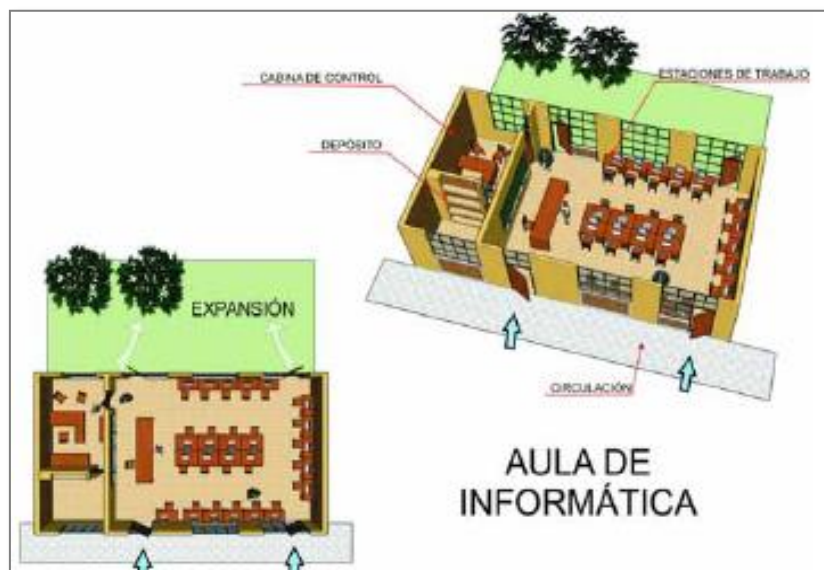 CABINA DE CONTROL
ESTACIONES DE TRABAJO
DEPÓSITO
EXPANSIÓN
CIRCULACIÓN
AULA DE
INFORMÁTICA